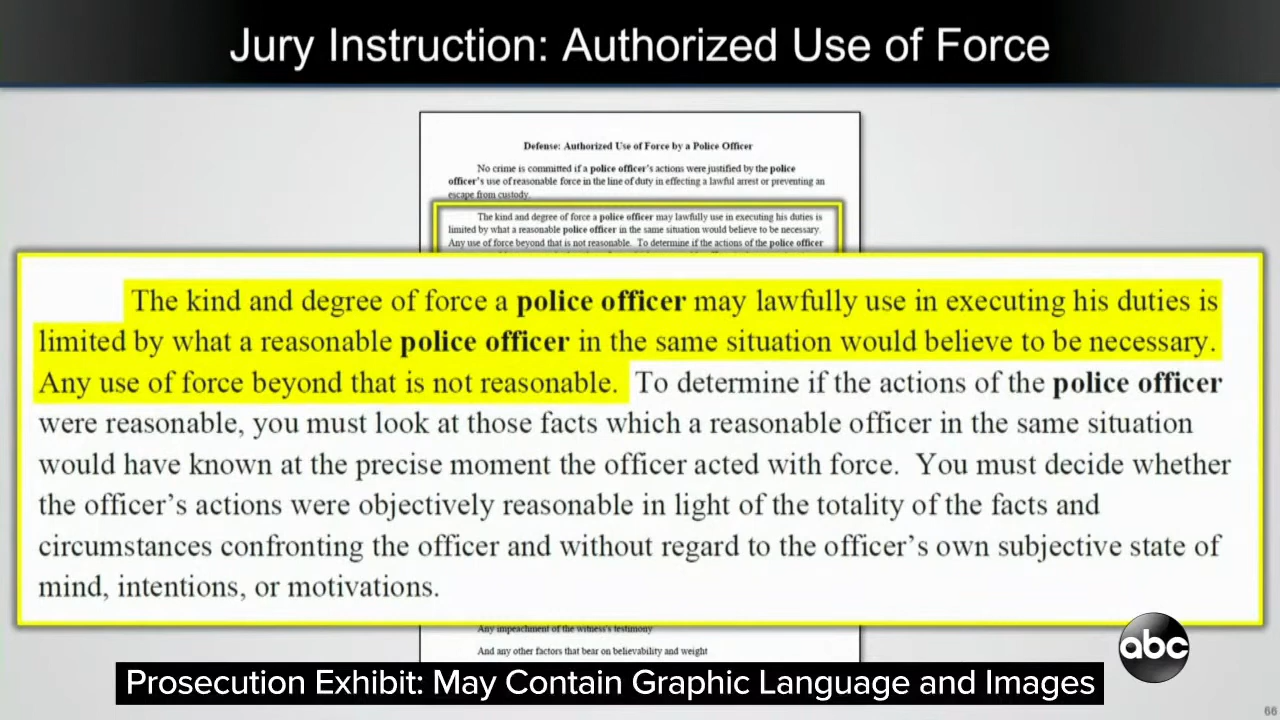 Jury Instruction: Authorized Use of Force
Defense: Authorized Use of Force by a Police Officer
No crime is committed if a police officer's actions were justified by the police
officer's use of reasonable force in the line of duty in effecting a lawful arrest or preventing an
escape from custody.
The kind and degree of force a police officer may lawfully use in executing his duties is
limited by what a reasonable police officer in the same situation would believe to be necessary.
Any use of force beyond that is not reasonable. To determine if the actions of the police officer
The kind and degree of force a police officer may lawfully use in executing his duties is
limited by what a reasonable police officer in the same situation would believe to be necessary.
Any use of force beyond that is not reasonable. To determine if the actions of the police officer
were reasonable, you must look at those facts which a reasonable officer in the same situation
would have known at the precise moment the officer acted with force. You must decide whether
the officer’s actions were objectively reasonable in light of the totality of the facts and
circumstances confronting the officer and without regard to the officer’s own subjective state of
mind, intentions, or motivations.
Any impeachment of the witness's testimony
And any other factors that bear on believability and weight
abc
Prosecution Exhibit: May Contain Graphic Language and Images
66